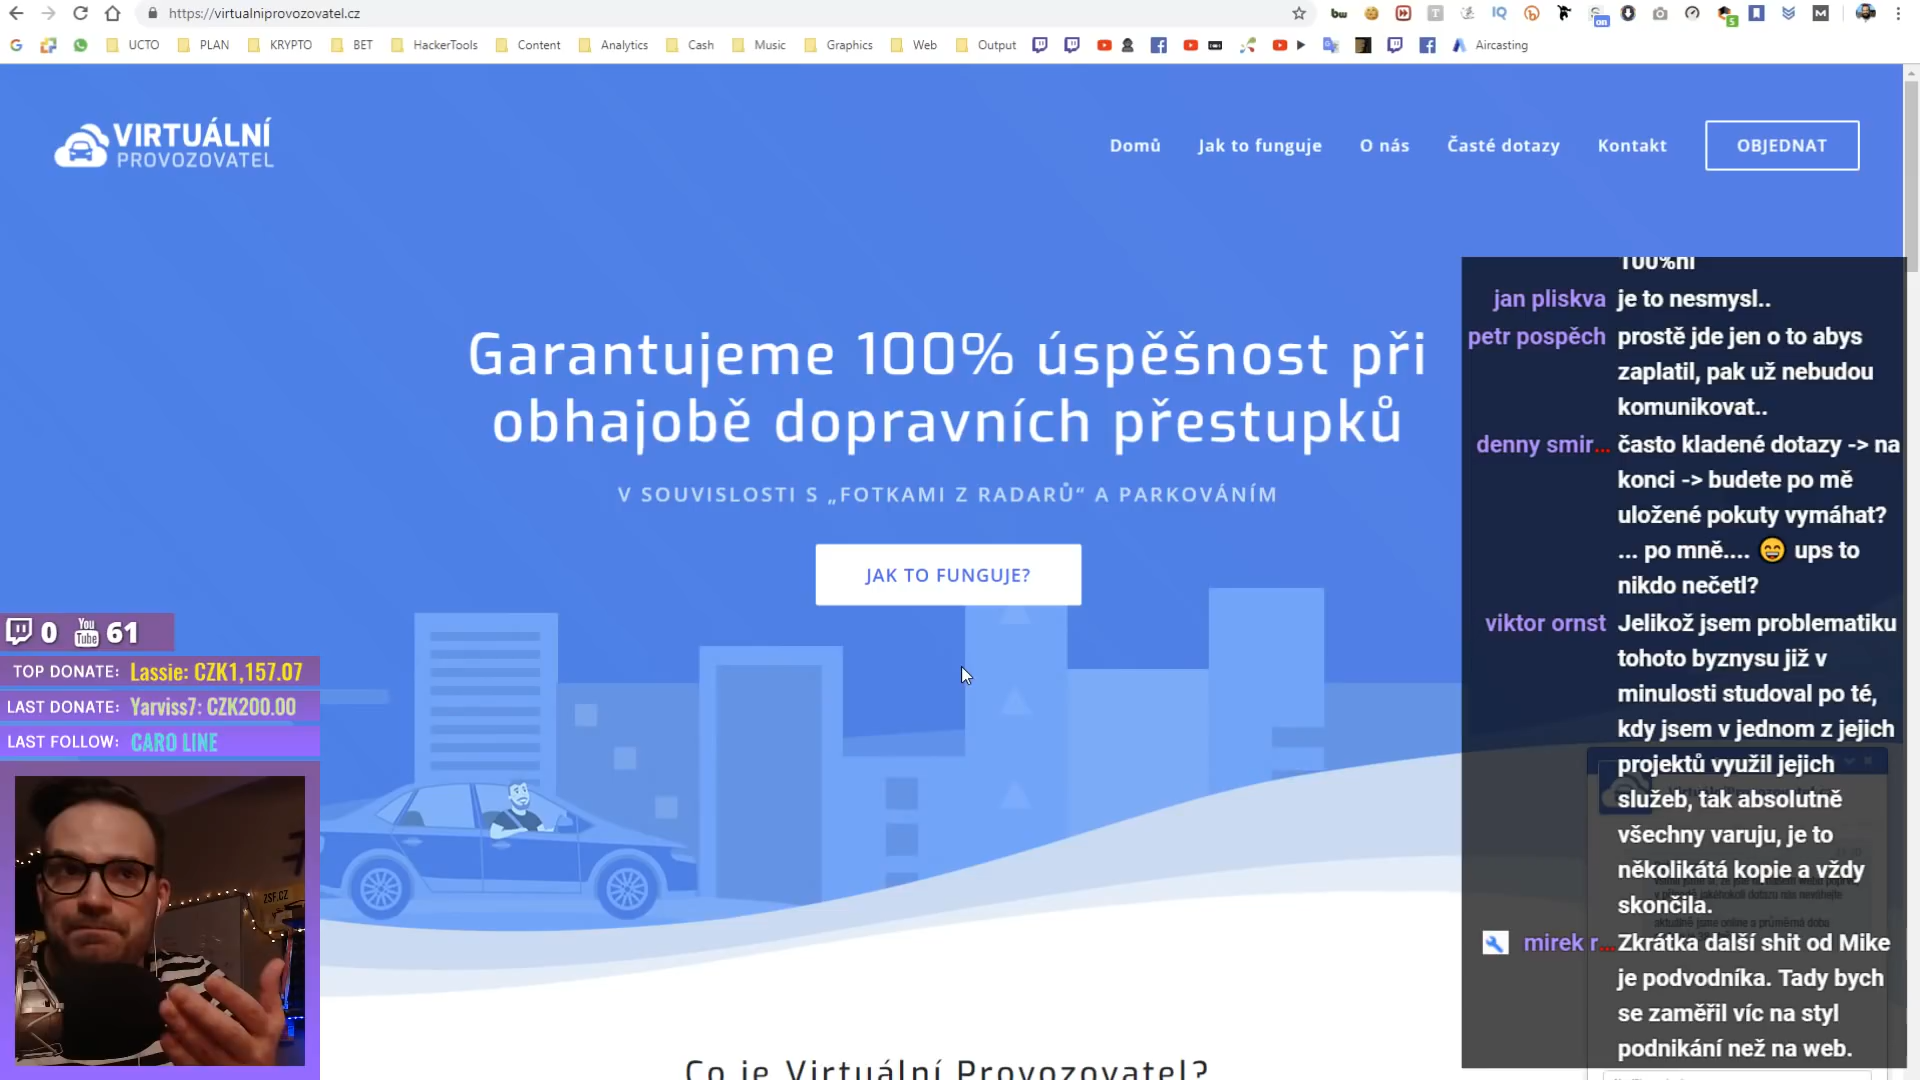 https://virtualniprovozovatel.cz
UCTO PLAN KRYPTO BET HackerTools Content Analytics Cash Music Graphics Web Output Aircasting
VIRTUÁLNÍ
PROVOZOVATEL
Domů Jak to funguje O nás Časté dotazy Kontakt OBJEDNAT
Garantujeme 100% úspěšnost při
obhajobě dopravních přestupků
V SOUVISLOSTI S „FOTKAMI Z RADARŮ“ A PARKOVÁNÍM
JAK TO FUNGUJE?
Co je Virtuální Provozovatel?
100%ní
jan pliskva je to nesmysl..
petr pospěch prostě jde jen o to abys
zaplatil, pak už nebudou
komunikovat..
denny smir... často kladené dotazy -> na
konci -> budete po mě
uložené pokuty vymáhat?
... po mně.... 😄 ups to
nikdo nečetl?
viktor ornst Jelikož jsem problematiku
tohoto byznysu již v
minulosti studoval po té,
kdy jsem v jednom z jejich
projektů využil jejich
služeb, tak absolutně
všechny varuju, je to
několikátá kopie a vždy
skončila.
mirek r... Zkrátka další shit od Mike
je podvodníka. Tady bych
se zaměřil víc na styl
podnikání než na web.
0 You Tube 61
TOP DONATE: Lassie: CZK1,157.07
LAST DONATE: Yarviss7: CZK200.00
LAST FOLLOW: CARO LINE
ZSF.CZ